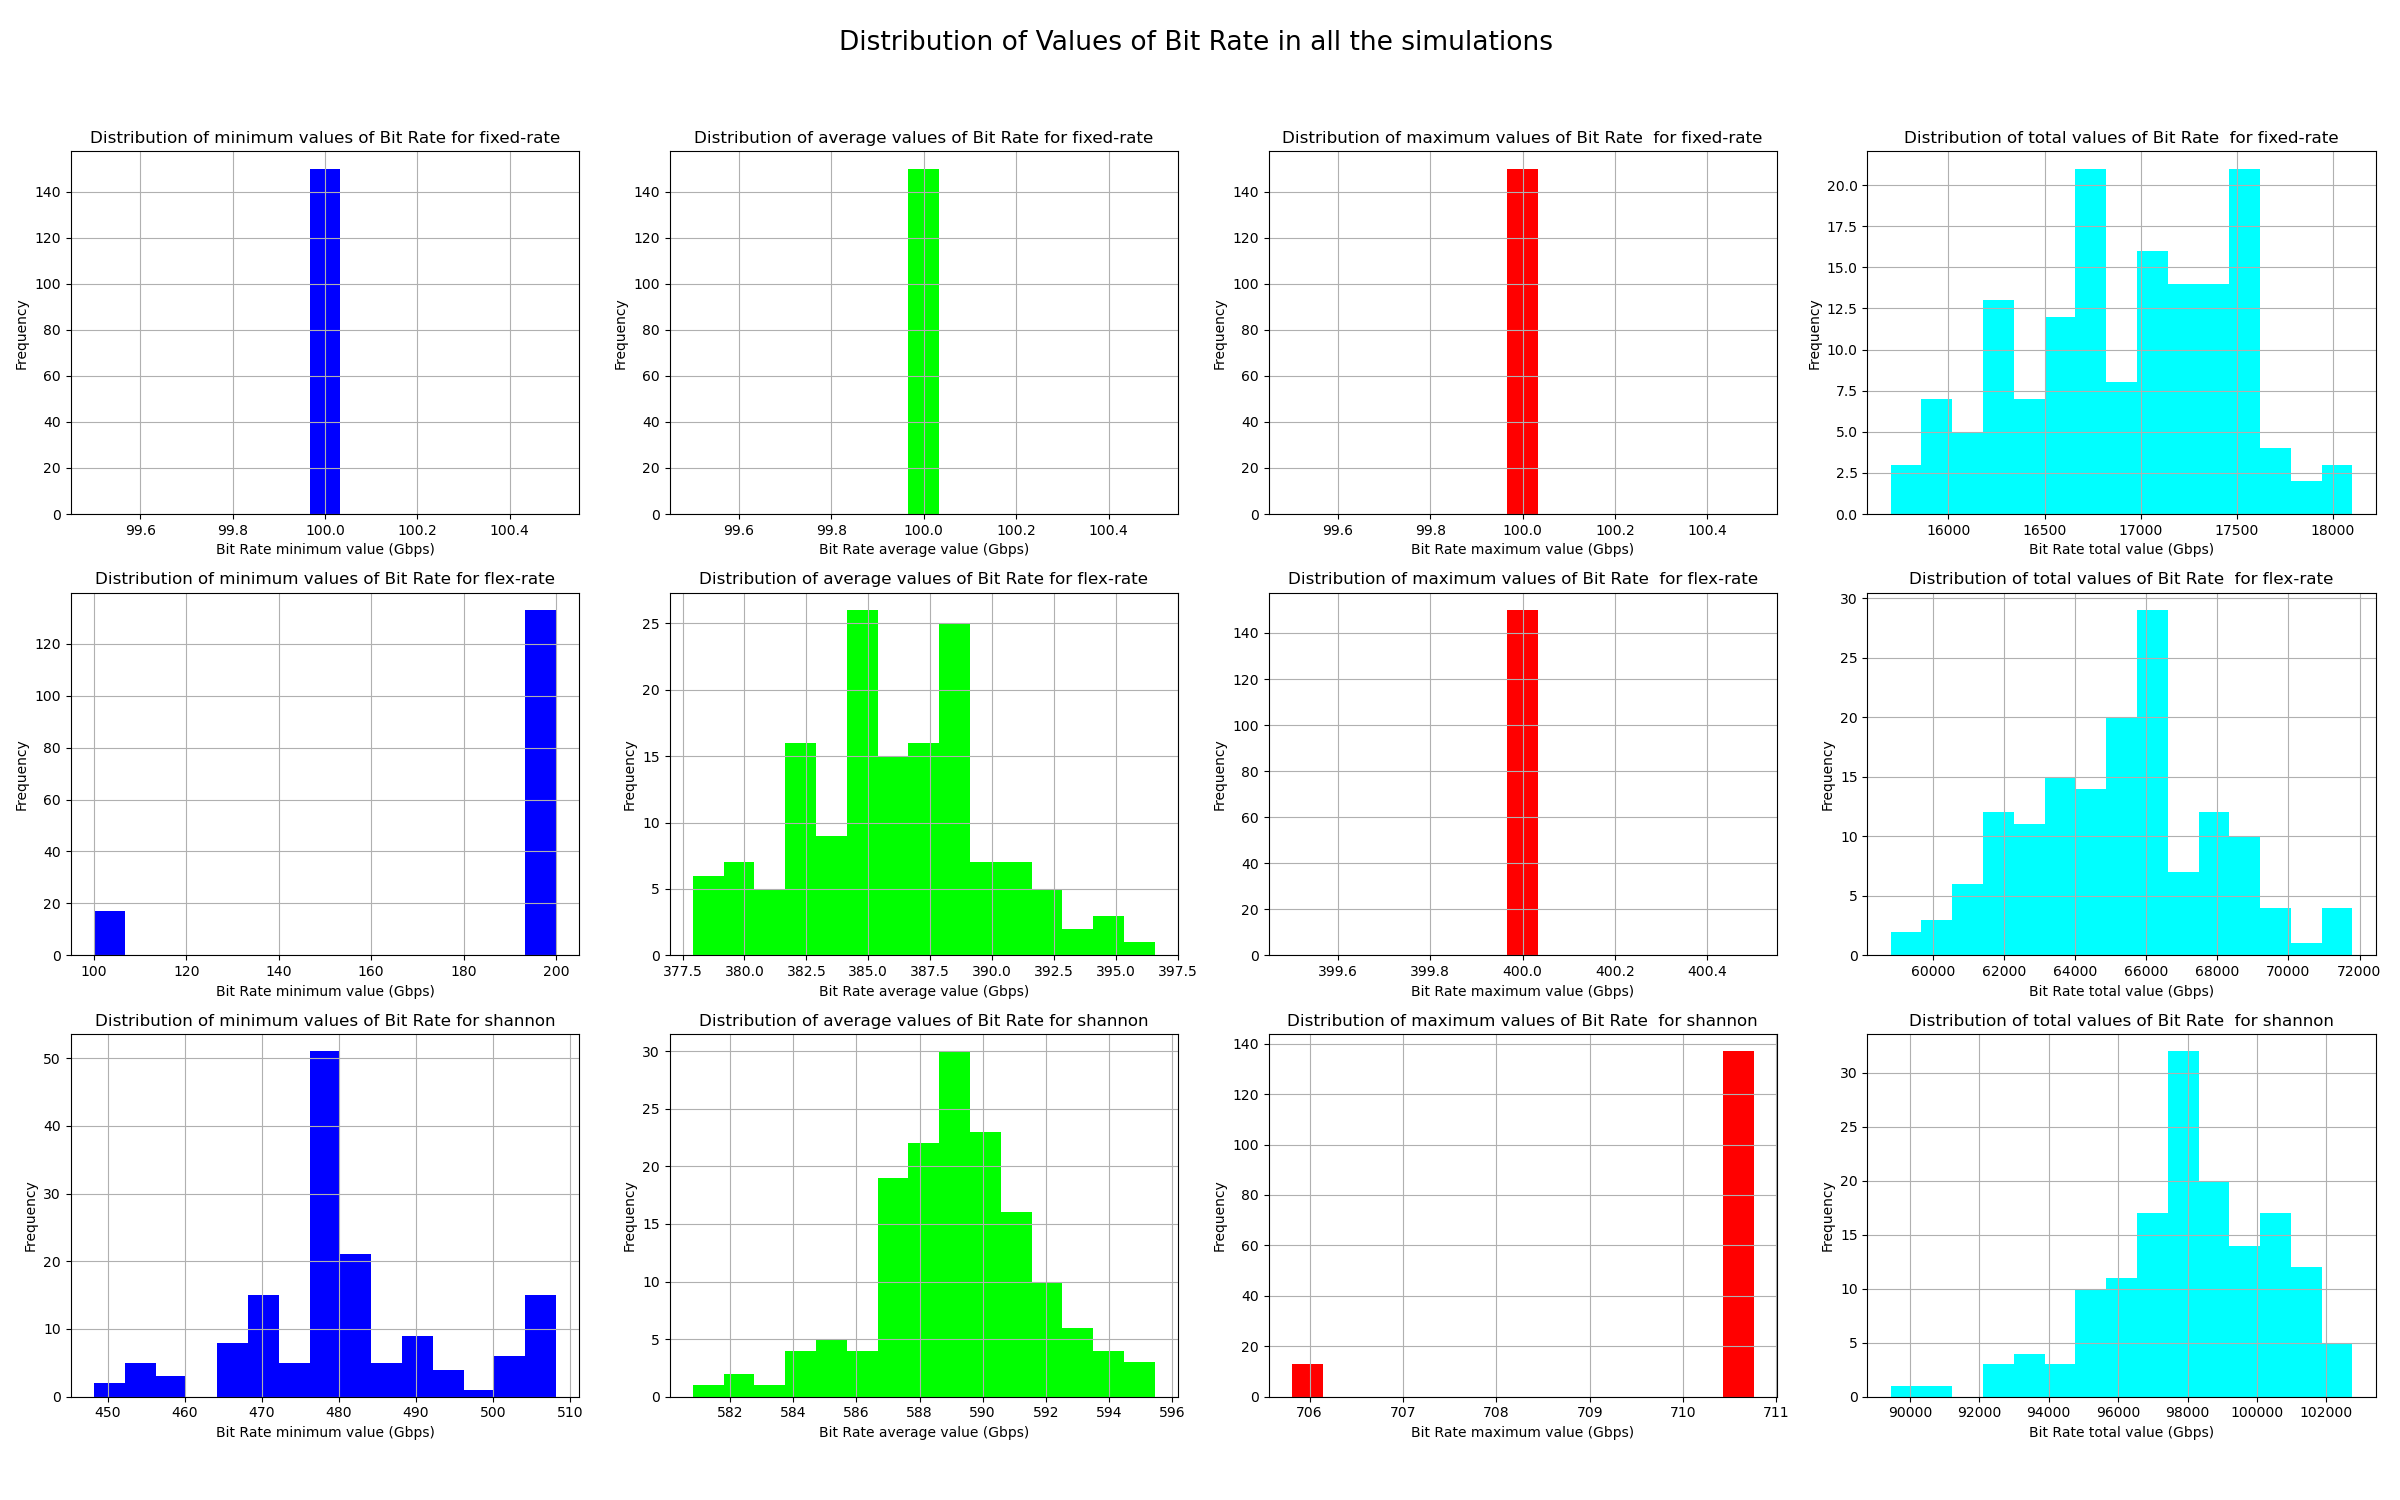 Distribution of Values of Bit Rate in all the simulations
Distribution of minimum values of Bit Rate for fixed-rate
Frequency
140
120
100
80
60
40
20
0
99.6 99.8 100.0 100.2 100.4
Bit Rate minimum value (Gbps)
Distribution of average values of Bit Rate for fixed-rate
Frequency
140
120
100
80
60
40
20
0
99.6 99.8 100.0 100.2 100.4
Bit Rate average value (Gbps)
Distribution of maximum values of Bit Rate  for fixed-rate
Frequency
140
120
100
80
60
40
20
0
99.6 99.8 100.0 100.2 100.4
Bit Rate maximum value (Gbps)
Distribution of total values of Bit Rate  for fixed-rate
Frequency
20.0
17.5
15.0
12.5
10.0
7.5
5.0
2.5
0.0
16000 16500 17000 17500 18000
Bit Rate total value (Gbps)
Distribution of minimum values of Bit Rate for flex-rate
Frequency
120
100
80
60
40
20
0
100 120 140 160 180 200
Bit Rate minimum value (Gbps)
Distribution of average values of Bit Rate for flex-rate
Frequency
25
20
15
10
5
0
377.5 380.0 382.5 385.0 387.5 390.0 392.5 395.0 397.5
Bit Rate average value (Gbps)
Distribution of maximum values of Bit Rate  for flex-rate
Frequency
140
120
100
80
60
40
20
0
399.6 399.8 400.0 400.2 400.4
Bit Rate maximum value (Gbps)
Distribution of total values of Bit Rate  for flex-rate
Frequency
30
25
20
15
10
5
0
60000 62000 64000 66000 68000 70000 72000
Bit Rate total value (Gbps)
Distribution of minimum values of Bit Rate for shannon
Frequency
50
40
30
20
10
0
450 460 470 480 490 500 510
Bit Rate minimum value (Gbps)
Distribution of average values of Bit Rate for shannon
Frequency
30
25
20
15
10
5
0
582 584 586 588 590 592 594 596
Bit Rate average value (Gbps)
Distribution of maximum values of Bit Rate  for shannon
Frequency
140
120
100
80
60
40
20
0
706 707 708 709 710 711
Bit Rate maximum value (Gbps)
Distribution of total values of Bit Rate  for shannon
Frequency
30
25
20
15
10
5
0
90000 92000 94000 96000 98000 100000 102000
Bit Rate total value (Gbps)